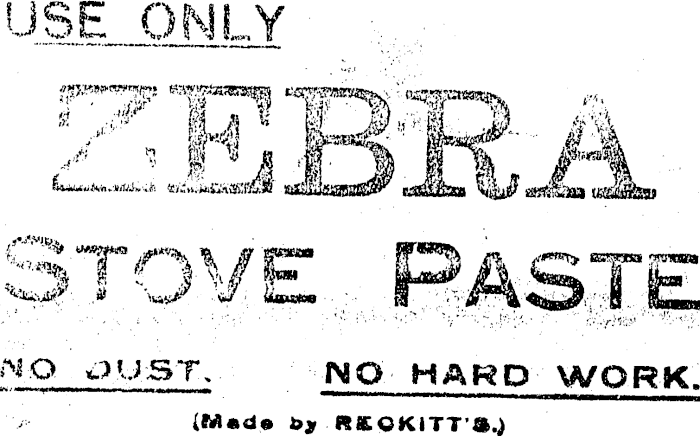 USE ONLY
ZEBRA
STOVE PASTE
NO DUST. NO HARD WORK.
(Made by RECKITT'S.)